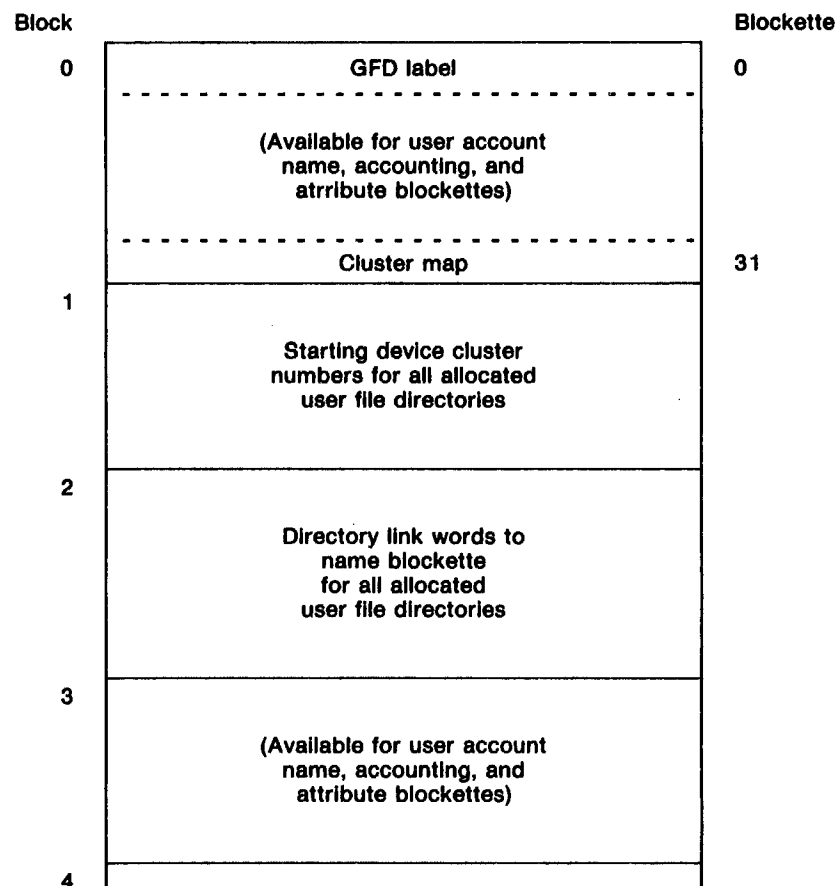 Block Blockette
0 GFD label 0
(Available for user account
name, accounting, and
atrribute blockettes)
Cluster map 31
1
Starting device cluster
numbers for all allocated
user file directories
2
Directory link words to
name blockette
for all allocated
user file directories
3
(Available for user account
name, accounting, and
attribute blockettes)
4